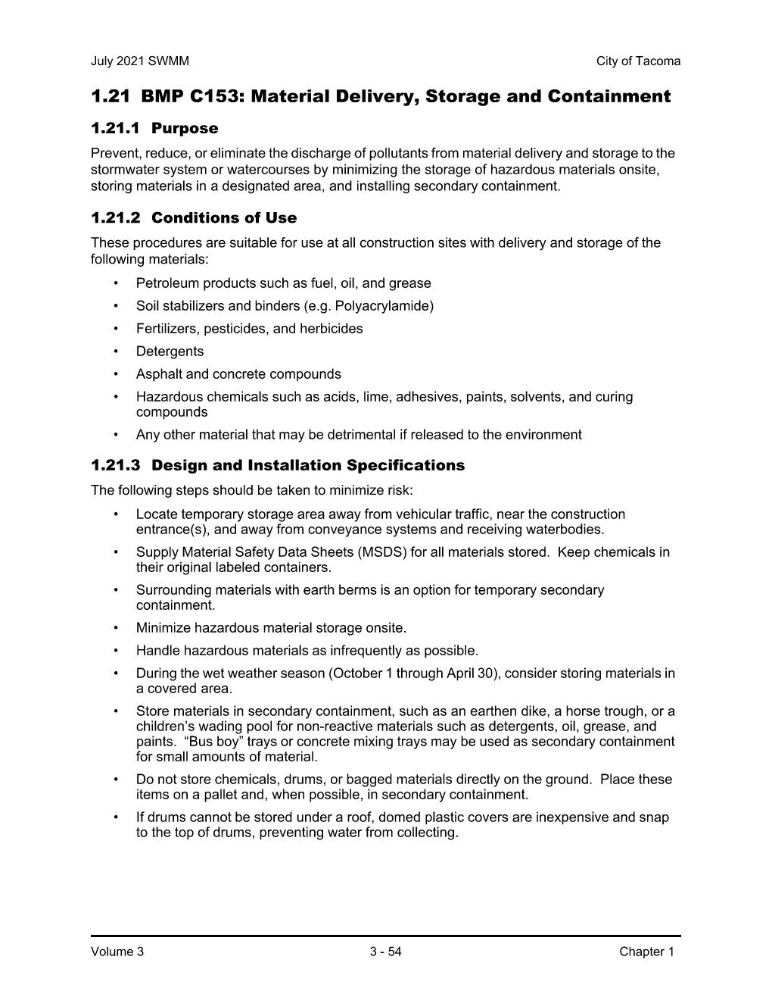 July 2021 SWMM
City of Tacoma
1.21 BMP C153: Material Delivery, Storage and Containment
1.21.1 Purpose
Prevent, reduce, or eliminate the discharge of pollutants from material delivery and storage to the
stormwater system or watercourses by minimizing the storage of hazardous materials onsite,
storing materials in a designated area, and installing secondary containment.
1.21.2 Conditions of Use
These procedures are suitable for use at all construction sites with delivery and storage of the
following materials:
• Petroleum products such as fuel, oil, and grease
• Soil stabilizers and binders (e.g. Polyacrylamide)
• Fertilizers, pesticides, and herbicides
• Detergents
• Asphalt and concrete compounds
• Hazardous chemicals such as acids, lime, adhesives, paints, solvents, and curing
compounds
• Any other material that may be detrimental if released to the environment
1.21.3 Design and Installation Specifications
The following steps should be taken to minimize risk:
• Locate temporary storage area away from vehicular traffic, near the construction
entrance(s), and away from conveyance systems and receiving waterbodies.
• Supply Material Safety Data Sheets (MSDS) for all materials stored. Keep chemicals in
their original labeled containers.
• Surrounding materials with earth berms is an option for temporary secondary
containment.
• Minimize hazardous material storage onsite.
• Handle hazardous materials as infrequently as possible.
• During the wet weather season (October 1 through April 30), consider storing materials in
a covered area.
• Store materials in secondary containment, such as an earthen dike, a horse trough, or a
children’s wading pool for non-reactive materials such as detergents, oil, grease, and
paints. “Bus boy” trays or concrete mixing trays may be used as secondary containment
for small amounts of material.
• Do not store chemicals, drums, or bagged materials directly on the ground. Place these
items on a pallet and, when possible, in secondary containment.
• If drums cannot be stored under a roof, domed plastic covers are inexpensive and snap
to the top of drums, preventing water from collecting.
Volume 3
3 - 54
Chapter 1